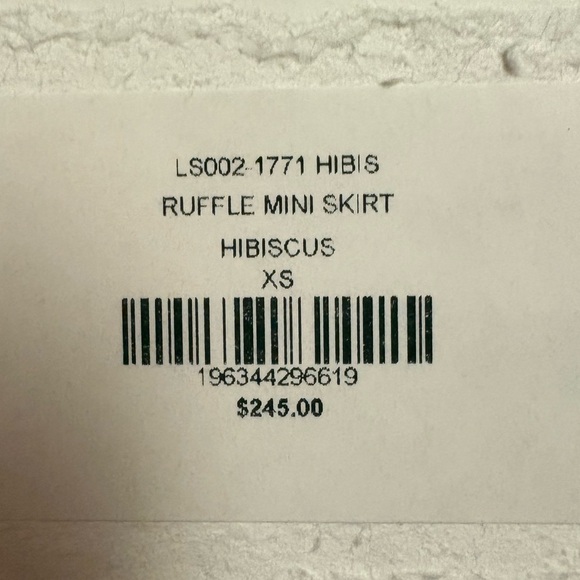 LS002-1771 HIBIS
RUFFLE MINI SKIRT
HIBISCUS
XS
196344296619
$245.00